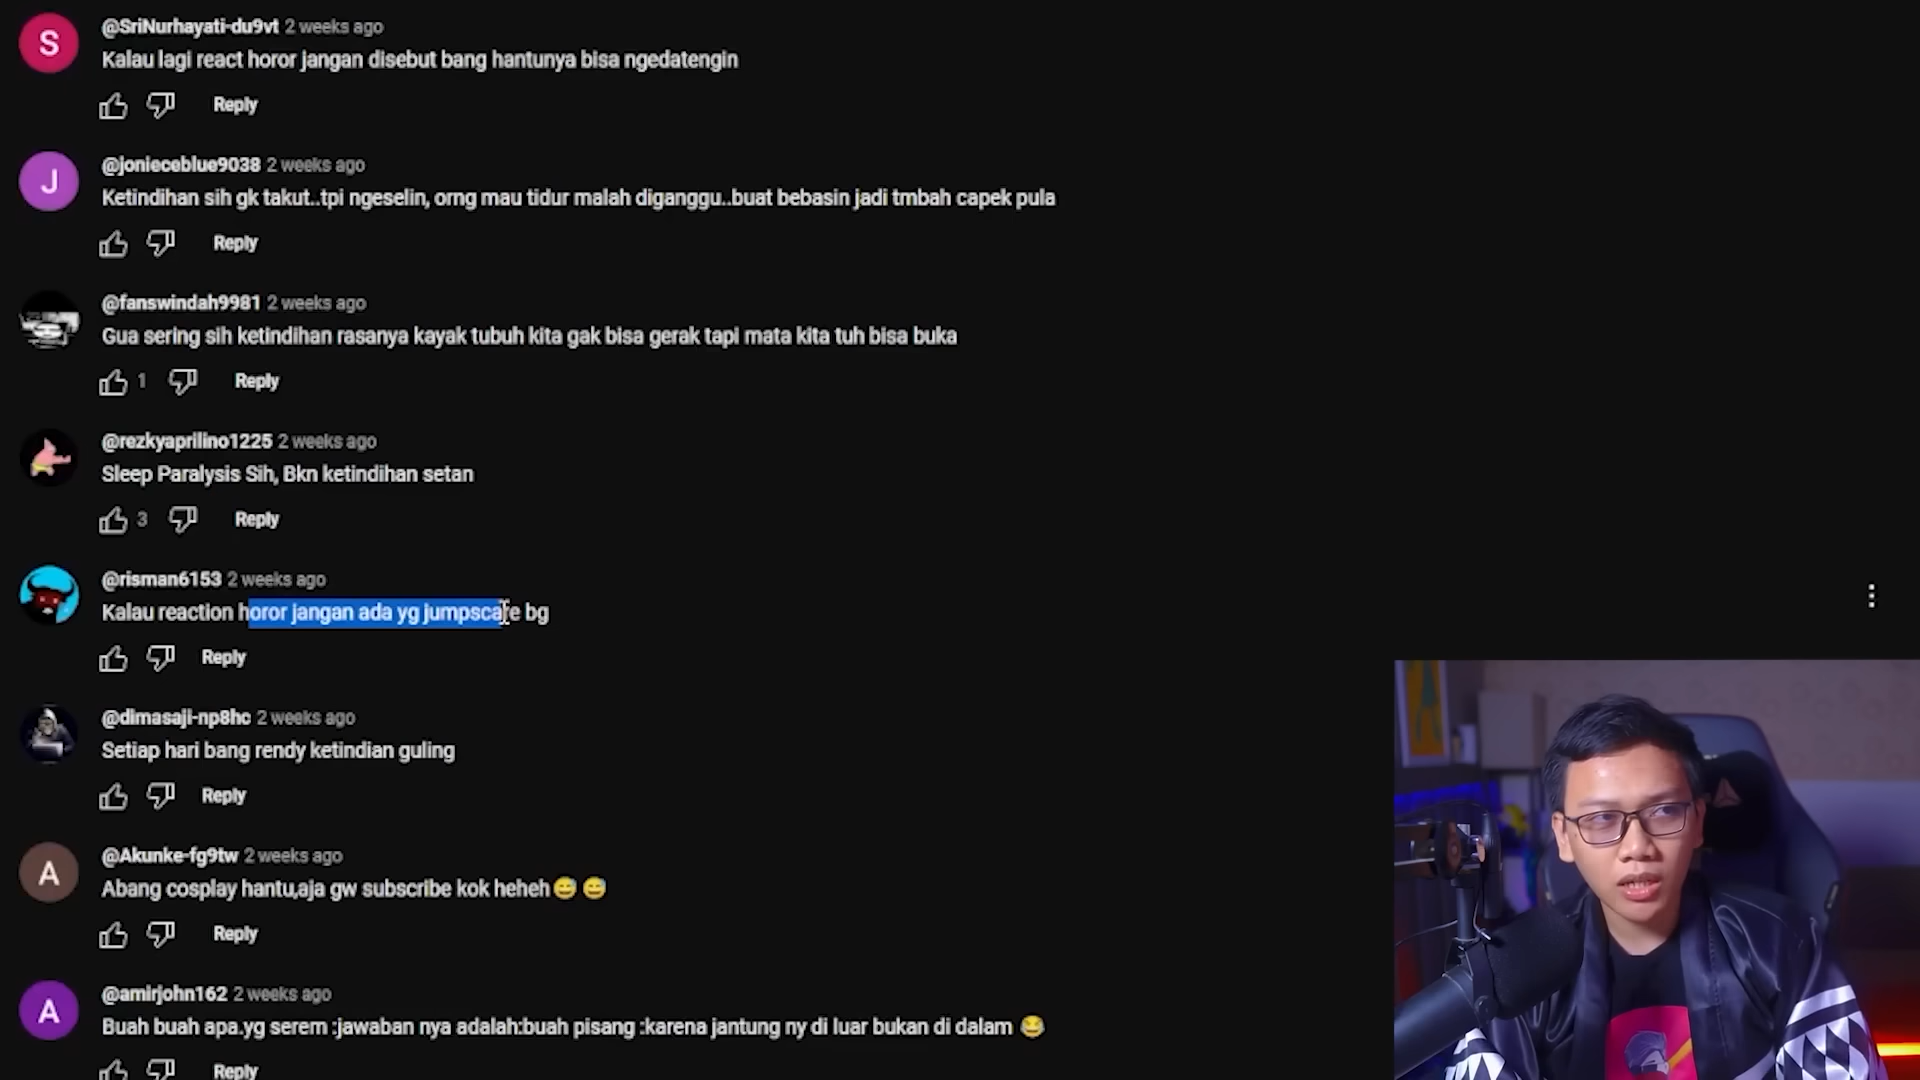 S
@SriNurhayati-du9vt 2 weeks ago
Kalau lagi react horor jangan disebut bang hantunya bisa ngedatengin
Reply
J
@jonieceblue9038 2 weeks ago
Ketindihan sih gk takut..tpi ngeselin, orng mau tidur malah diganggu..buat bebasin jadi tmbah capek pula
Reply
@fanswindah9981 2 weeks ago
Gua sering sih ketindihan rasanya kayak tubuh kita gak bisa gerak tapi mata kita tuh bisa buka
1 Reply
@rezkyaprilino1225 2 weeks ago
Sleep Paralysis Sih, Bkn ketindihan setan
3 Reply
@risman6153 2 weeks ago
Kalau reaction horor jangan ada yg jumpscare bg
Reply
@dimasaji-np8hc 2 weeks ago
Setiap hari bang rendy ketindian guling
Reply
A
@Akunke-fg9tw 2 weeks ago
Abang cosplay hantu,aja gw subscribe kok heheh😅 😅
Reply
A
@amirjohn162 2 weeks ago
Buah buah apa.yg serem :jawaban nya adalah:buah pisang :karena jantung ny di luar bukan di dalam 😂
Reply